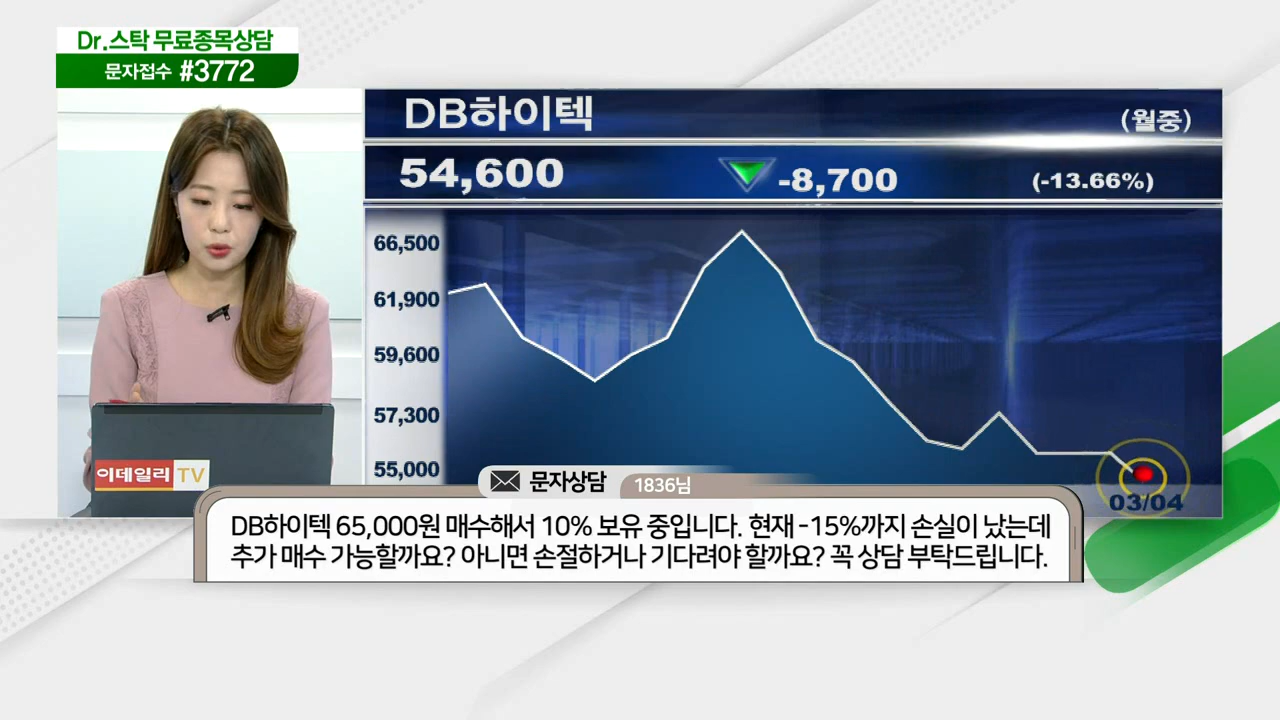 Dr.스탁 무료종목상담
문자접수 #3772
DB하이텍 (월중)
54,600 -8,700 (-13.66%)
66,500
61,900
59,600
57,300
55,000
03/04
이데일리 TV
문자상담 1836님
DB하이텍 65,000원 매수해서 10% 보유 중입니다. 현재 -15%까지 손실이 났는데
추가 매수 가능할까요? 아니면 손절하거나 기다려야 할까요? 꼭 상담 부탁드립니다.